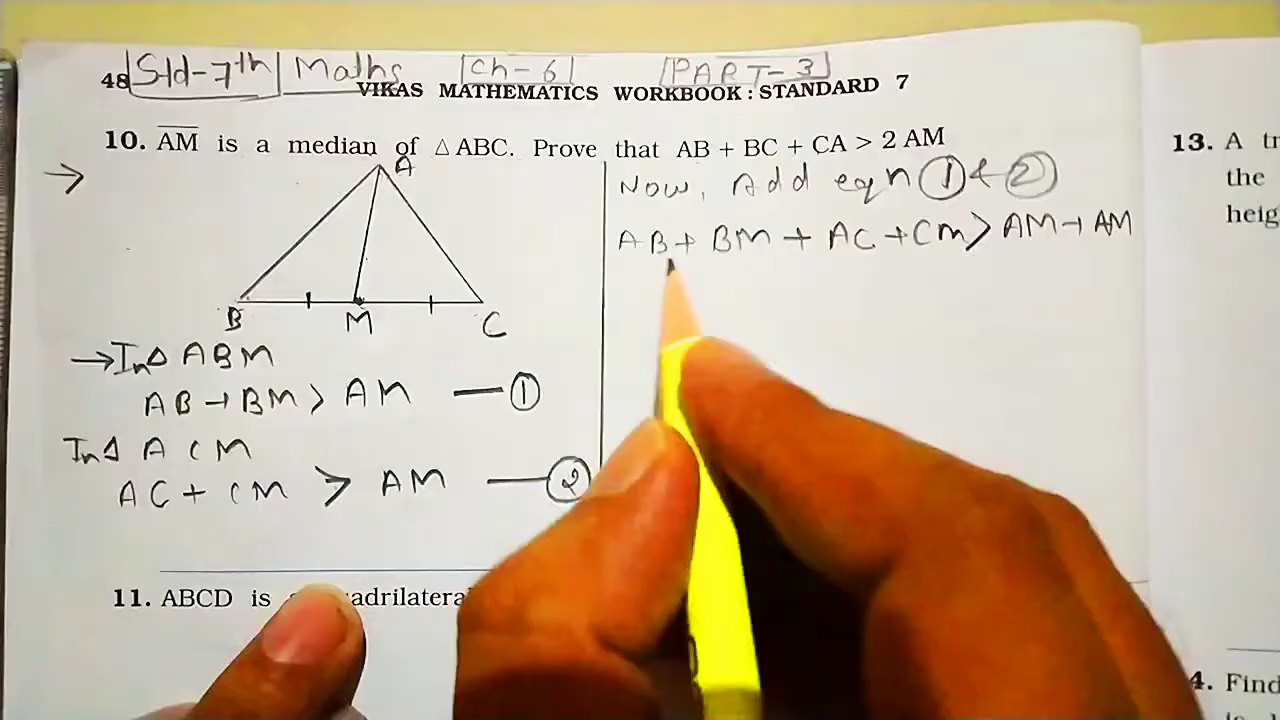 48 Std-7th Maths Ch-6 PART-3
VIKAS MATHEMATICS WORKBOOK : STANDARD 7
10. AM is a median of △ ABC. Prove that AB + BC + CA > 2 AM
→
A
B M C
→ In △ ABM
AB + BM > AM — ①
In △ ACM
AC + CM > AM — ②
Now, Add eqn ① & ②
AB + BM + AC + CM > AM + AM
11. ABCD is
13. A
the
4. Find